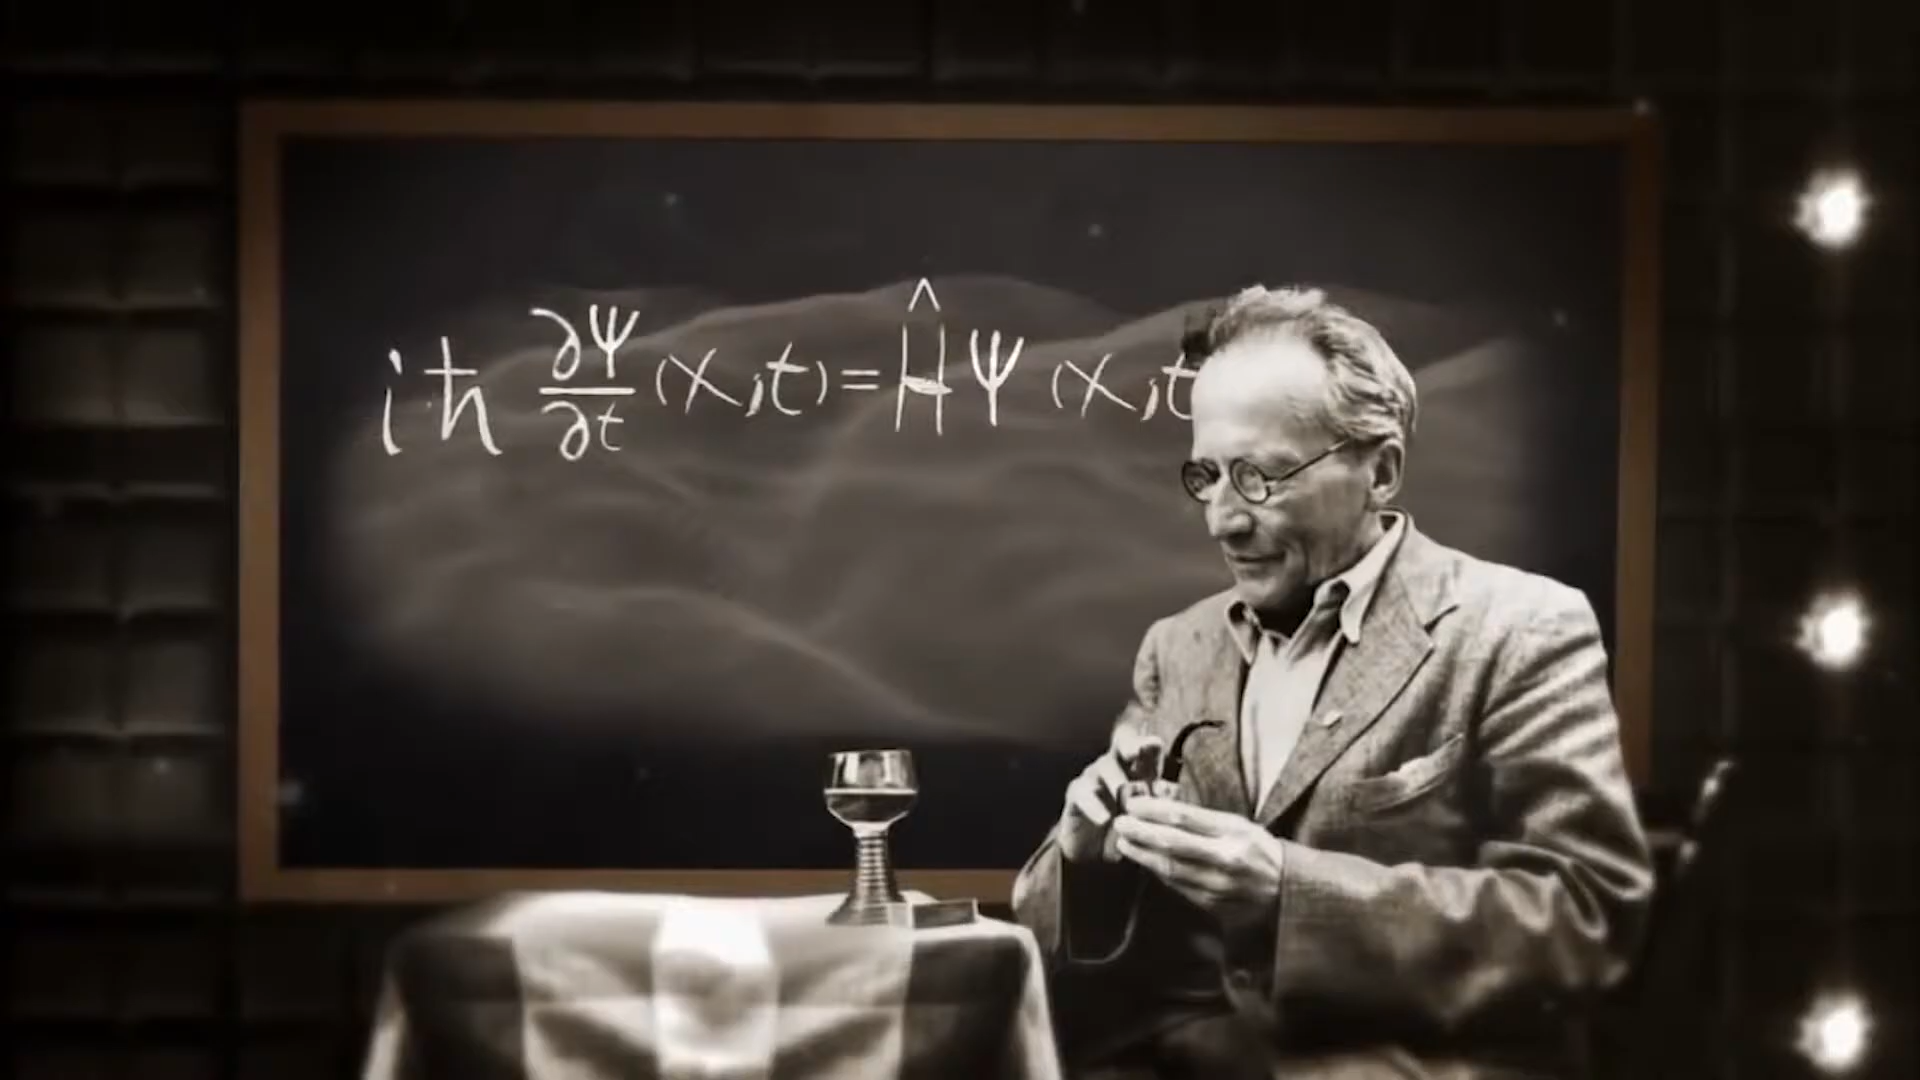 iħ ∂Ψ/∂t (x,t) = ĤΨ (x,t